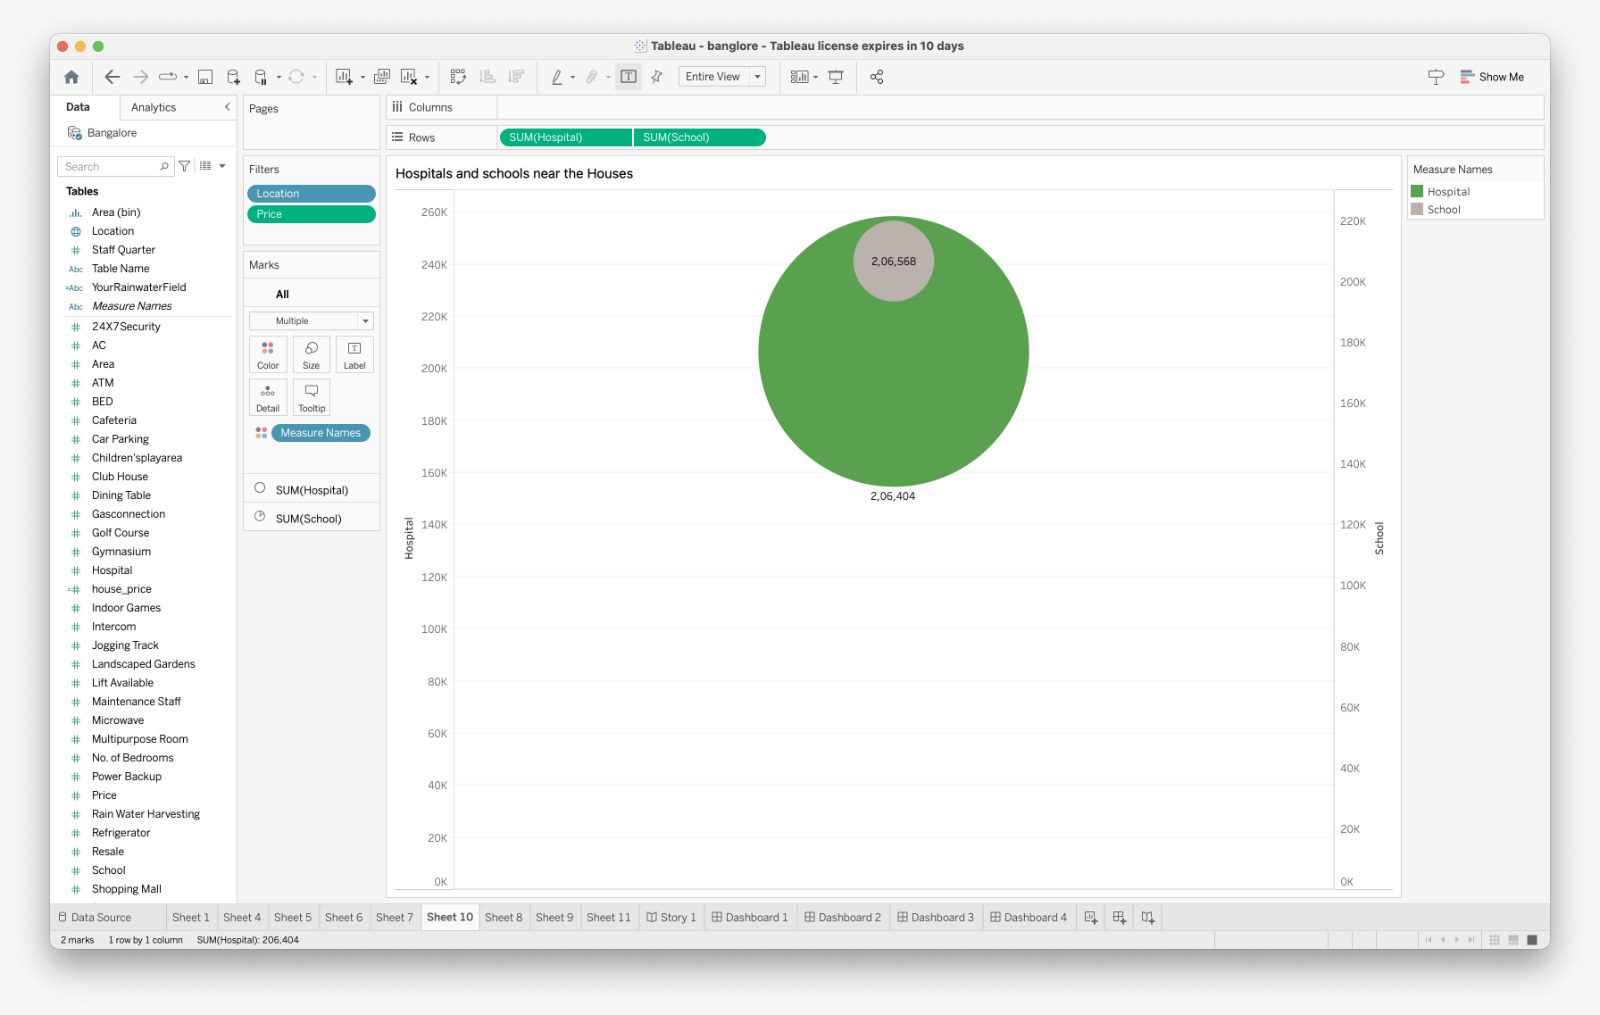 Tableau - banglore - Tableau license expires in 10 days
Entire View
Show Me
Data
Analytics
Bangalore
Search
Tables
Area (bin)
Location
Staff Quarter
Abc Table Name
=Abc YourRainwaterField
Abc Measure Names
24X7Security
AC
Area
ATM
BED
Cafeteria
Car Parking
Children'splayarea
Club House
Dining Table
Gasconnection
Golf Course
Gymnasium
Hospital
house_price
Indoor Games
Intercom
Jogging Track
Landscaped Gardens
Lift Available
Maintenance Staff
Microwave
Multipurpose Room
No. of Bedrooms
Power Backup
Price
Rain Water Harvesting
Refrigerator
Resale
School
Shopping Mall
Pages
Filters
Location
Price
Marks
All
Multiple
Color Size Label
Detail Tooltip
Measure Names
SUM(Hospital)
SUM(School)
Columns
Rows SUM(Hospital) SUM(School)
Hospitals and schools near the Houses
260K
240K
220K
200K
180K
160K
140K
120K
100K
80K
60K
40K
20K
0K
Hospital
2,06,568
2,06,404
220K
200K
180K
160K
140K
120K
100K
80K
60K
40K
20K
0K
School
Measure Names
Hospital
School
Data Source Sheet 1 Sheet 4 Sheet 5 Sheet 6 Sheet 7 Sheet 10 Sheet 8 Sheet 9 Sheet 11 Story 1 Dashboard 1 Dashboard 2 Dashboard 3 Dashboard 4
2 marks 1 row by 1 column SUM(Hospital): 206,404